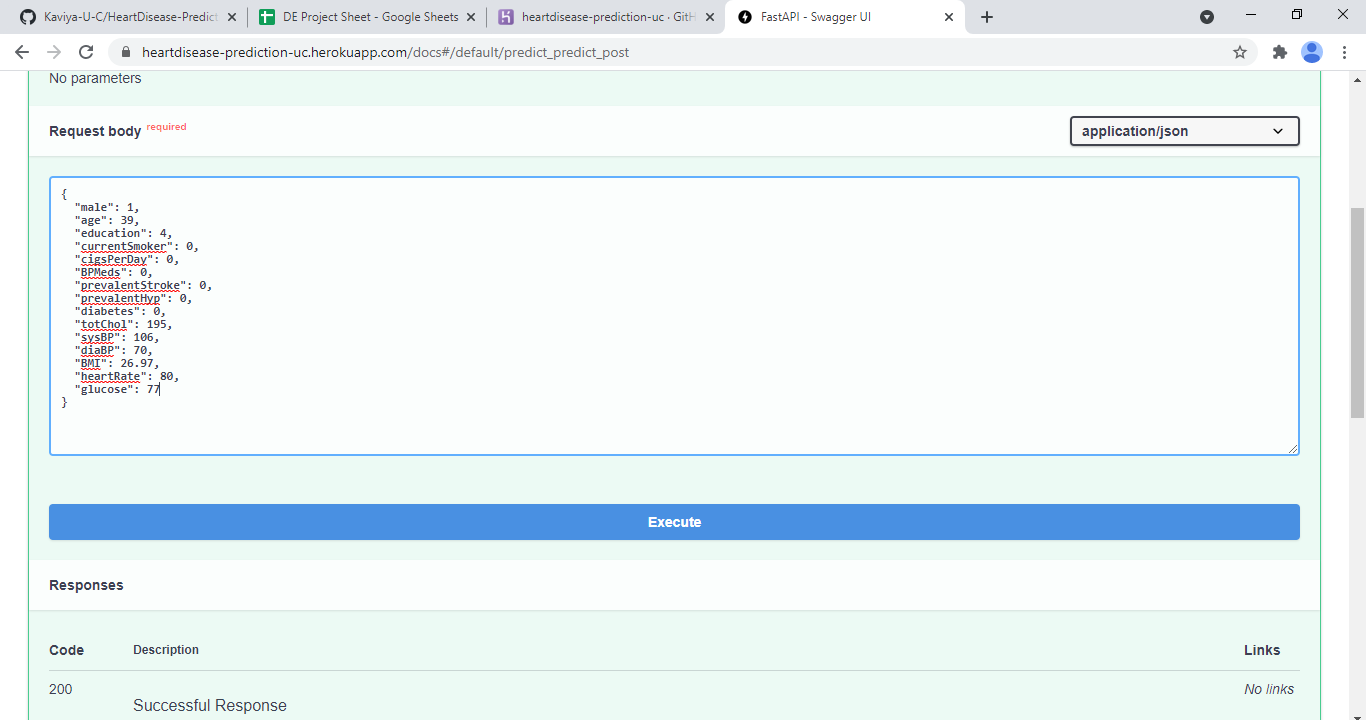 Kaviya-U-C/HeartDisease-Predict
DE Project Sheet - Google Sheets
heartdisease-prediction-uc · GitH
FastAPI - Swagger UI
heartdisease-prediction-uc.herokuapp.com/docs#/default/predict_predict_post
No parameters
Request body required
application/json
{
"male": 1,
"age": 39,
"education": 4,
"currentSmoker": 0,
"cigsPerDay": 0,
"BPMeds": 0,
"prevalentStroke": 0,
"prevalentHyp": 0,
"diabetes": 0,
"totChol": 195,
"sysBP": 106,
"diaBP": 70,
"BMI": 26.97,
"heartRate": 80,
"glucose": 77
}
Execute
Responses
Code Description Links
200 No links
Successful Response